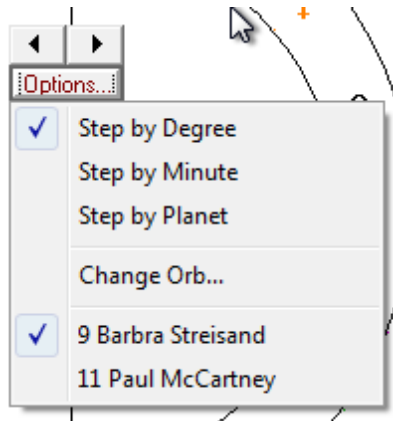 Options...
Step by Degree
Step by Minute
Step by Planet
Change Orb...
9 Barbra Streisand
11 Paul McCartney